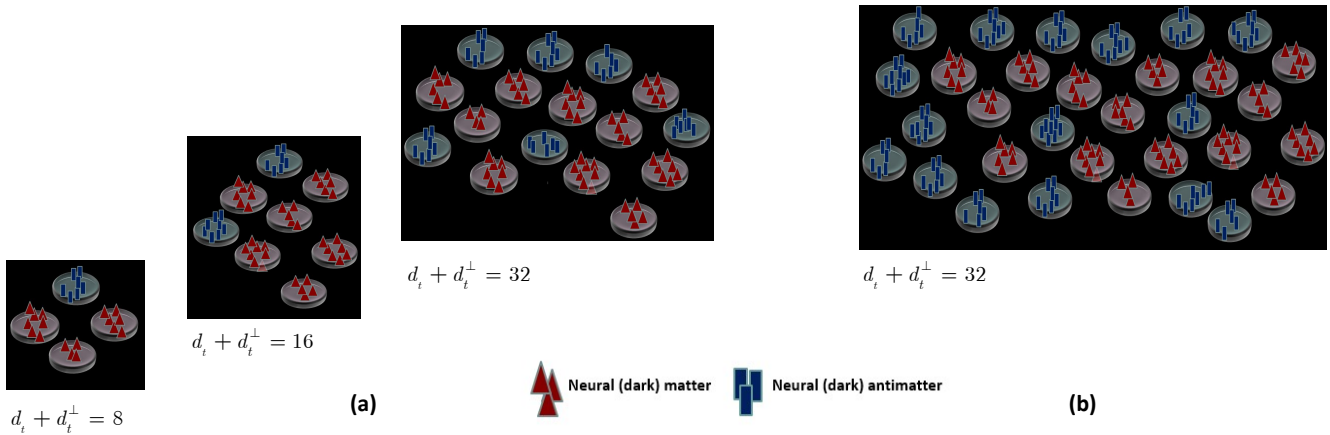 d_t + d_t^⊥ = 8
d_t + d_t^⊥ = 16
d_t + d_t^⊥ = 32
d_t + d_t^⊥ = 32
(a)
Neural (dark) matter
Neural (dark) antimatter
(b)